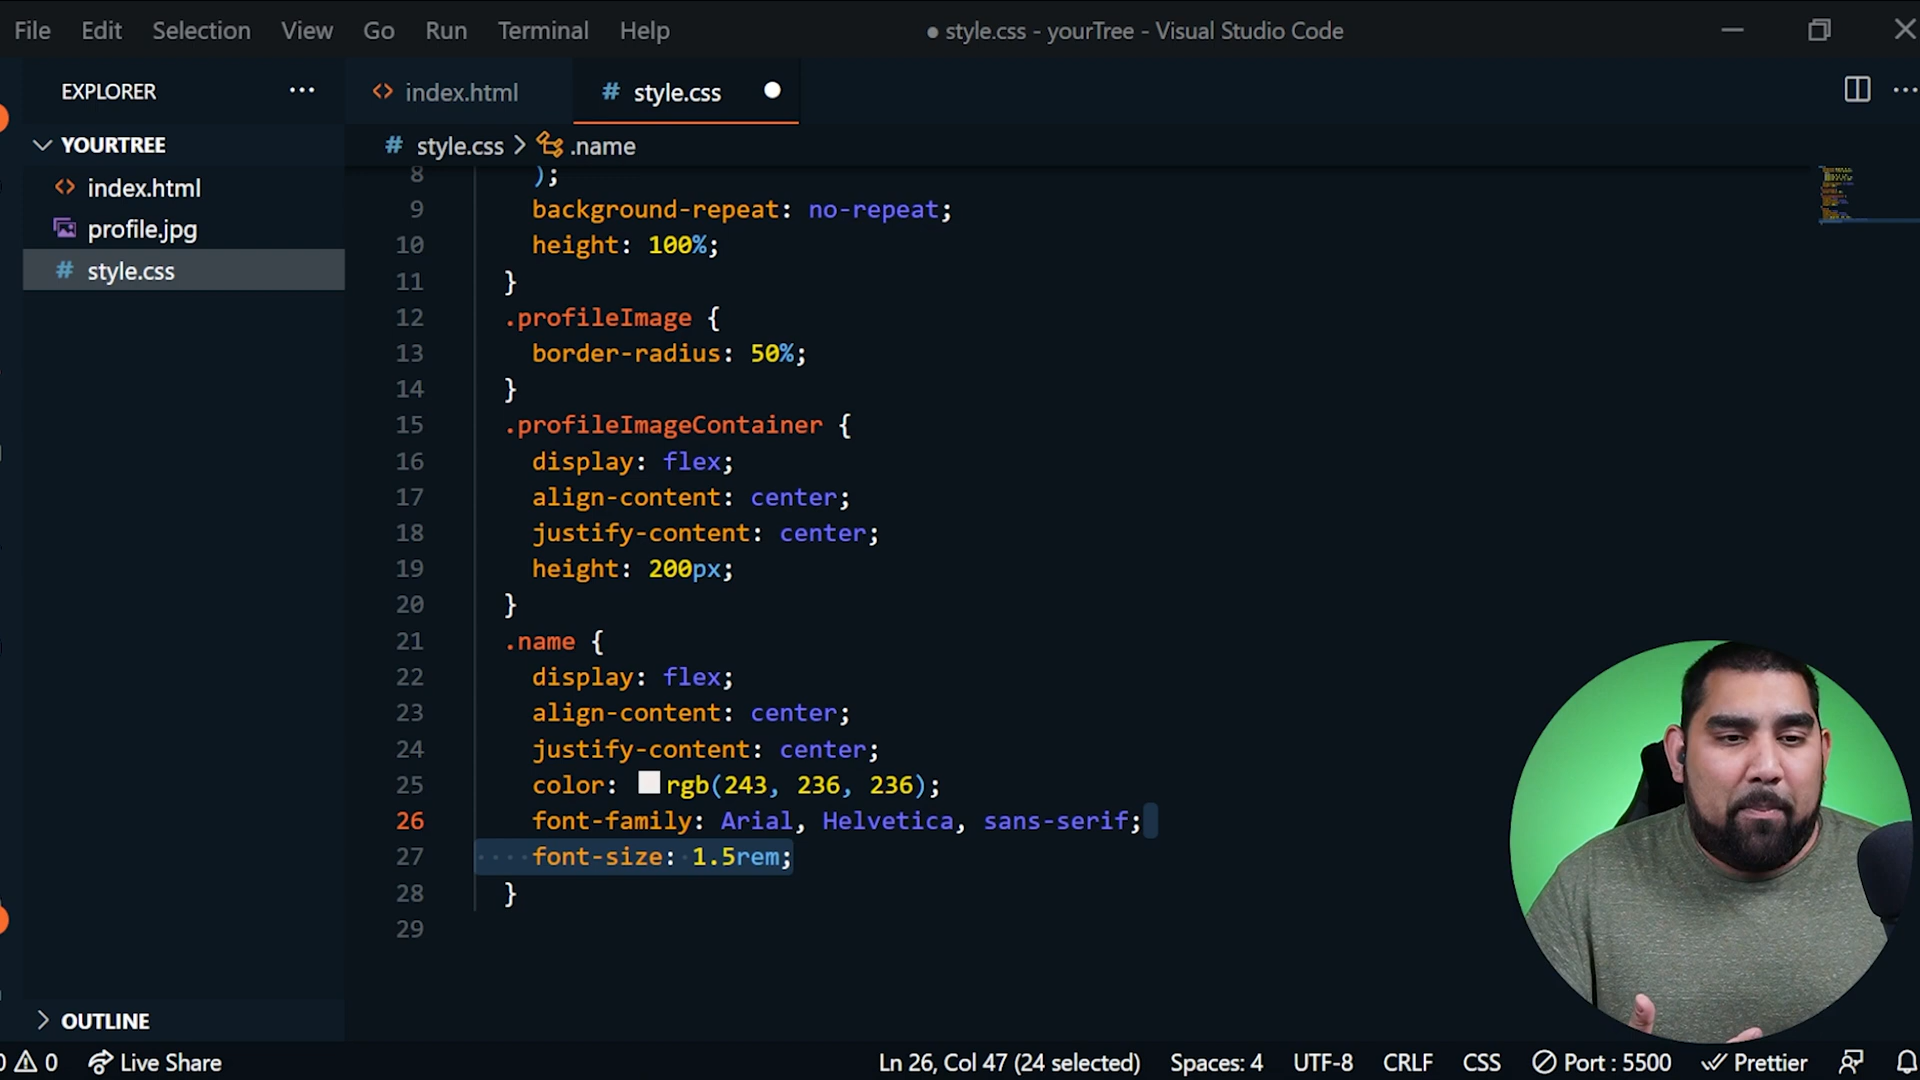 File Edit Selection View Go Run Terminal Help
● style.css - yourTree - Visual Studio Code
EXPLORER ···
index.html
# style.css
# style.css > .name
YOURTREE
index.html
profile.jpg
# style.css
8 );
9 background-repeat: no-repeat;
10 height: 100%;
11 }
12 .profileImage {
13 border-radius: 50%;
14 }
15 .profileImageContainer {
16 display: flex;
17 align-content: center;
18 justify-content: center;
19 height: 200px;
20 }
21 .name {
22 display: flex;
23 align-content: center;
24 justify-content: center;
25 color: rgb(243, 236, 236);
26 font-family: Arial, Helvetica, sans-serif;
27 font-size: 1.5rem;
28 }
29
OUTLINE
0 0 Live Share Ln 26, Col 47 (24 selected) Spaces: 4 UTF-8 CRLF CSS Port : 5500 Prettier